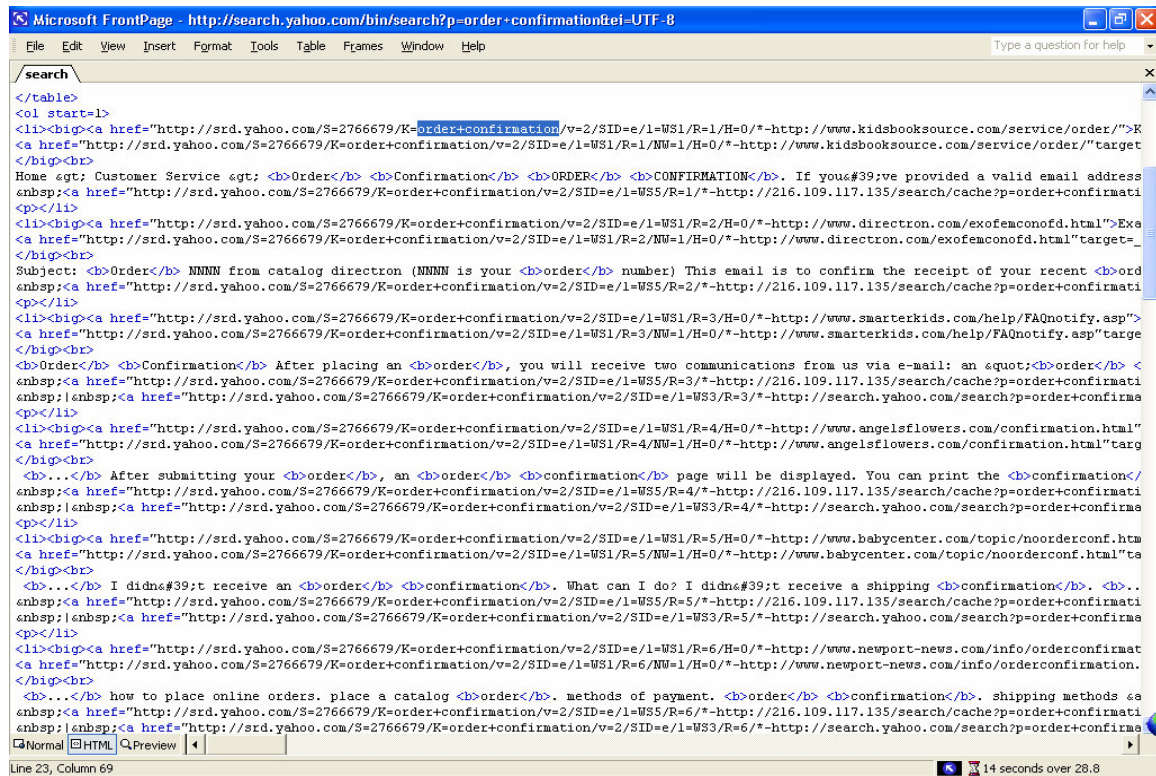 Microsoft FrontPage - http://search.yahoo.com/bin/search?p=order+confirmation&ei=UTF-8
File Edit View Insert Format Tools Table Frames Window Help Type a question for help
search
</table>
<ol start=1>
<li><big><a href="http://srd.yahoo.com/S=2766679/K=order+confirmation/v=2/SID=e/l=WS1/R=1/H=0/*-http://www.kidsbooksource.com/service/order/">K
<a href="http://srd.yahoo.com/S=2766679/K=order+confirmation/v=2/SID=e/l=WS1/R=1/NW=1/H=0/*-http://www.kidsbooksource.com/service/order/"target
</big><br>
Home &gt; Customer Service &gt; <b>Order</b> <b>Confirmation</b> <b>ORDER</b> <b>CONFIRMATION</b>. If you&#39;ve provided a valid email address
&nbsp;<a href="http://srd.yahoo.com/S=2766679/K=order+confirmation/v=2/SID=e/l=WS5/R=1/*-http://216.109.117.135/search/cache?p=order+confirmati
<p></li>
<li><big><a href="http://srd.yahoo.com/S=2766679/K=order+confirmation/v=2/SID=e/l=WS1/R=2/H=0/*-http://www.directron.com/exofemconofd.html">Exa
<a href="http://srd.yahoo.com/S=2766679/K=order+confirmation/v=2/SID=e/l=WS1/R=2/NW=1/H=0/*-http://www.directron.com/exofemconofd.html"target=_
</big><br>
Subject: <b>Order</b> NNNN from catalog directron (NNNN is your <b>order</b> number) This email is to confirm the receipt of your recent <b>ord
&nbsp;<a href="http://srd.yahoo.com/S=2766679/K=order+confirmation/v=2/SID=e/l=WS5/R=2/*-http://216.109.117.135/search/cache?p=order+confirmati
<p></li>
<li><big><a href="http://srd.yahoo.com/S=2766679/K=order+confirmation/v=2/SID=e/l=WS1/R=3/H=0/*-http://www.smarterkids.com/help/FAQnotify.asp">
<a href="http://srd.yahoo.com/S=2766679/K=order+confirmation/v=2/SID=e/l=WS1/R=3/NW=1/H=0/*-http://www.smarterkids.com/help/FAQnotify.asp"targe
</big><br>
<b>Order</b> <b>Confirmation</b> After placing an <b>order</b>, you will receive two communications from us via e-mail: an &quot;<b>order</b> <
&nbsp;<a href="http://srd.yahoo.com/S=2766679/K=order+confirmation/v=2/SID=e/l=WS5/R=3/*-http://216.109.117.135/search/cache?p=order+confirmati
&nbsp;|&nbsp;<a href="http://srd.yahoo.com/S=2766679/K=order+confirmation/v=2/SID=e/l=WS3/R=3/*-http://search.yahoo.com/search?p=order+confirma
<p></li>
<li><big><a href="http://srd.yahoo.com/S=2766679/K=order+confirmation/v=2/SID=e/l=WS1/R=4/H=0/*-http://www.angelsflowers.com/confirmation.html"
<a href="http://srd.yahoo.com/S=2766679/K=order+confirmation/v=2/SID=e/l=WS1/R=4/NW=1/H=0/*-http://www.angelsflowers.com/confirmation.html"targ
</big><br>
<b>...</b> After submitting your <b>order</b>, an <b>order</b> <b>confirmation</b> page will be displayed. You can print the <b>confirmation</
&nbsp;<a href="http://srd.yahoo.com/S=2766679/K=order+confirmation/v=2/SID=e/l=WS5/R=4/*-http://216.109.117.135/search/cache?p=order+confirmati
&nbsp;|&nbsp;<a href="http://srd.yahoo.com/S=2766679/K=order+confirmation/v=2/SID=e/l=WS3/R=4/*-http://search.yahoo.com/search?p=order+confirma
<p></li>
<li><big><a href="http://srd.yahoo.com/S=2766679/K=order+confirmation/v=2/SID=e/l=WS1/R=5/H=0/*-http://www.babycenter.com/topic/noorderconf.htm
<a href="http://srd.yahoo.com/S=2766679/K=order+confirmation/v=2/SID=e/l=WS1/R=5/NW=1/H=0/*-http://www.babycenter.com/topic/noorderconf.html"ta
</big><br>
<b>...</b> I didn&#39;t receive an <b>order</b> <b>confirmation</b>. What can I do? I didn&#39;t receive a shipping <b>confirmation</b>. <b>..
&nbsp;<a href="http://srd.yahoo.com/S=2766679/K=order+confirmation/v=2/SID=e/l=WS5/R=5/*-http://216.109.117.135/search/cache?p=order+confirmati
&nbsp;|&nbsp;<a href="http://srd.yahoo.com/S=2766679/K=order+confirmation/v=2/SID=e/l=WS3/R=5/*-http://search.yahoo.com/search?p=order+confirma
<p></li>
<li><big><a href="http://srd.yahoo.com/S=2766679/K=order+confirmation/v=2/SID=e/l=WS1/R=6/H=0/*-http://www.newport-news.com/info/orderconfirmat
<a href="http://srd.yahoo.com/S=2766679/K=order+confirmation/v=2/SID=e/l=WS1/R=6/NW=1/H=0/*-http://www.newport-news.com/info/orderconfirmation.
</big><br>
<b>...</b> how to place online orders. place a catalog <b>order</b>. methods of payment. <b>order</b> <b>confirmation</b>. shipping methods &a
&nbsp;<a href="http://srd.yahoo.com/S=2766679/K=order+confirmation/v=2/SID=e/l=WS5/R=6/*-http://216.109.117.135/search/cache?p=order+confirmati
&nbsp;|&nbsp;<a href="http://srd.yahoo.com/S=2766679/K=order+confirmation/v=2/SID=e/l=WS3/R=6/*-http://search.yahoo.com/search?p=order+confirma
Normal HTML Preview
Line 23, Column 69 14 seconds over 28.8